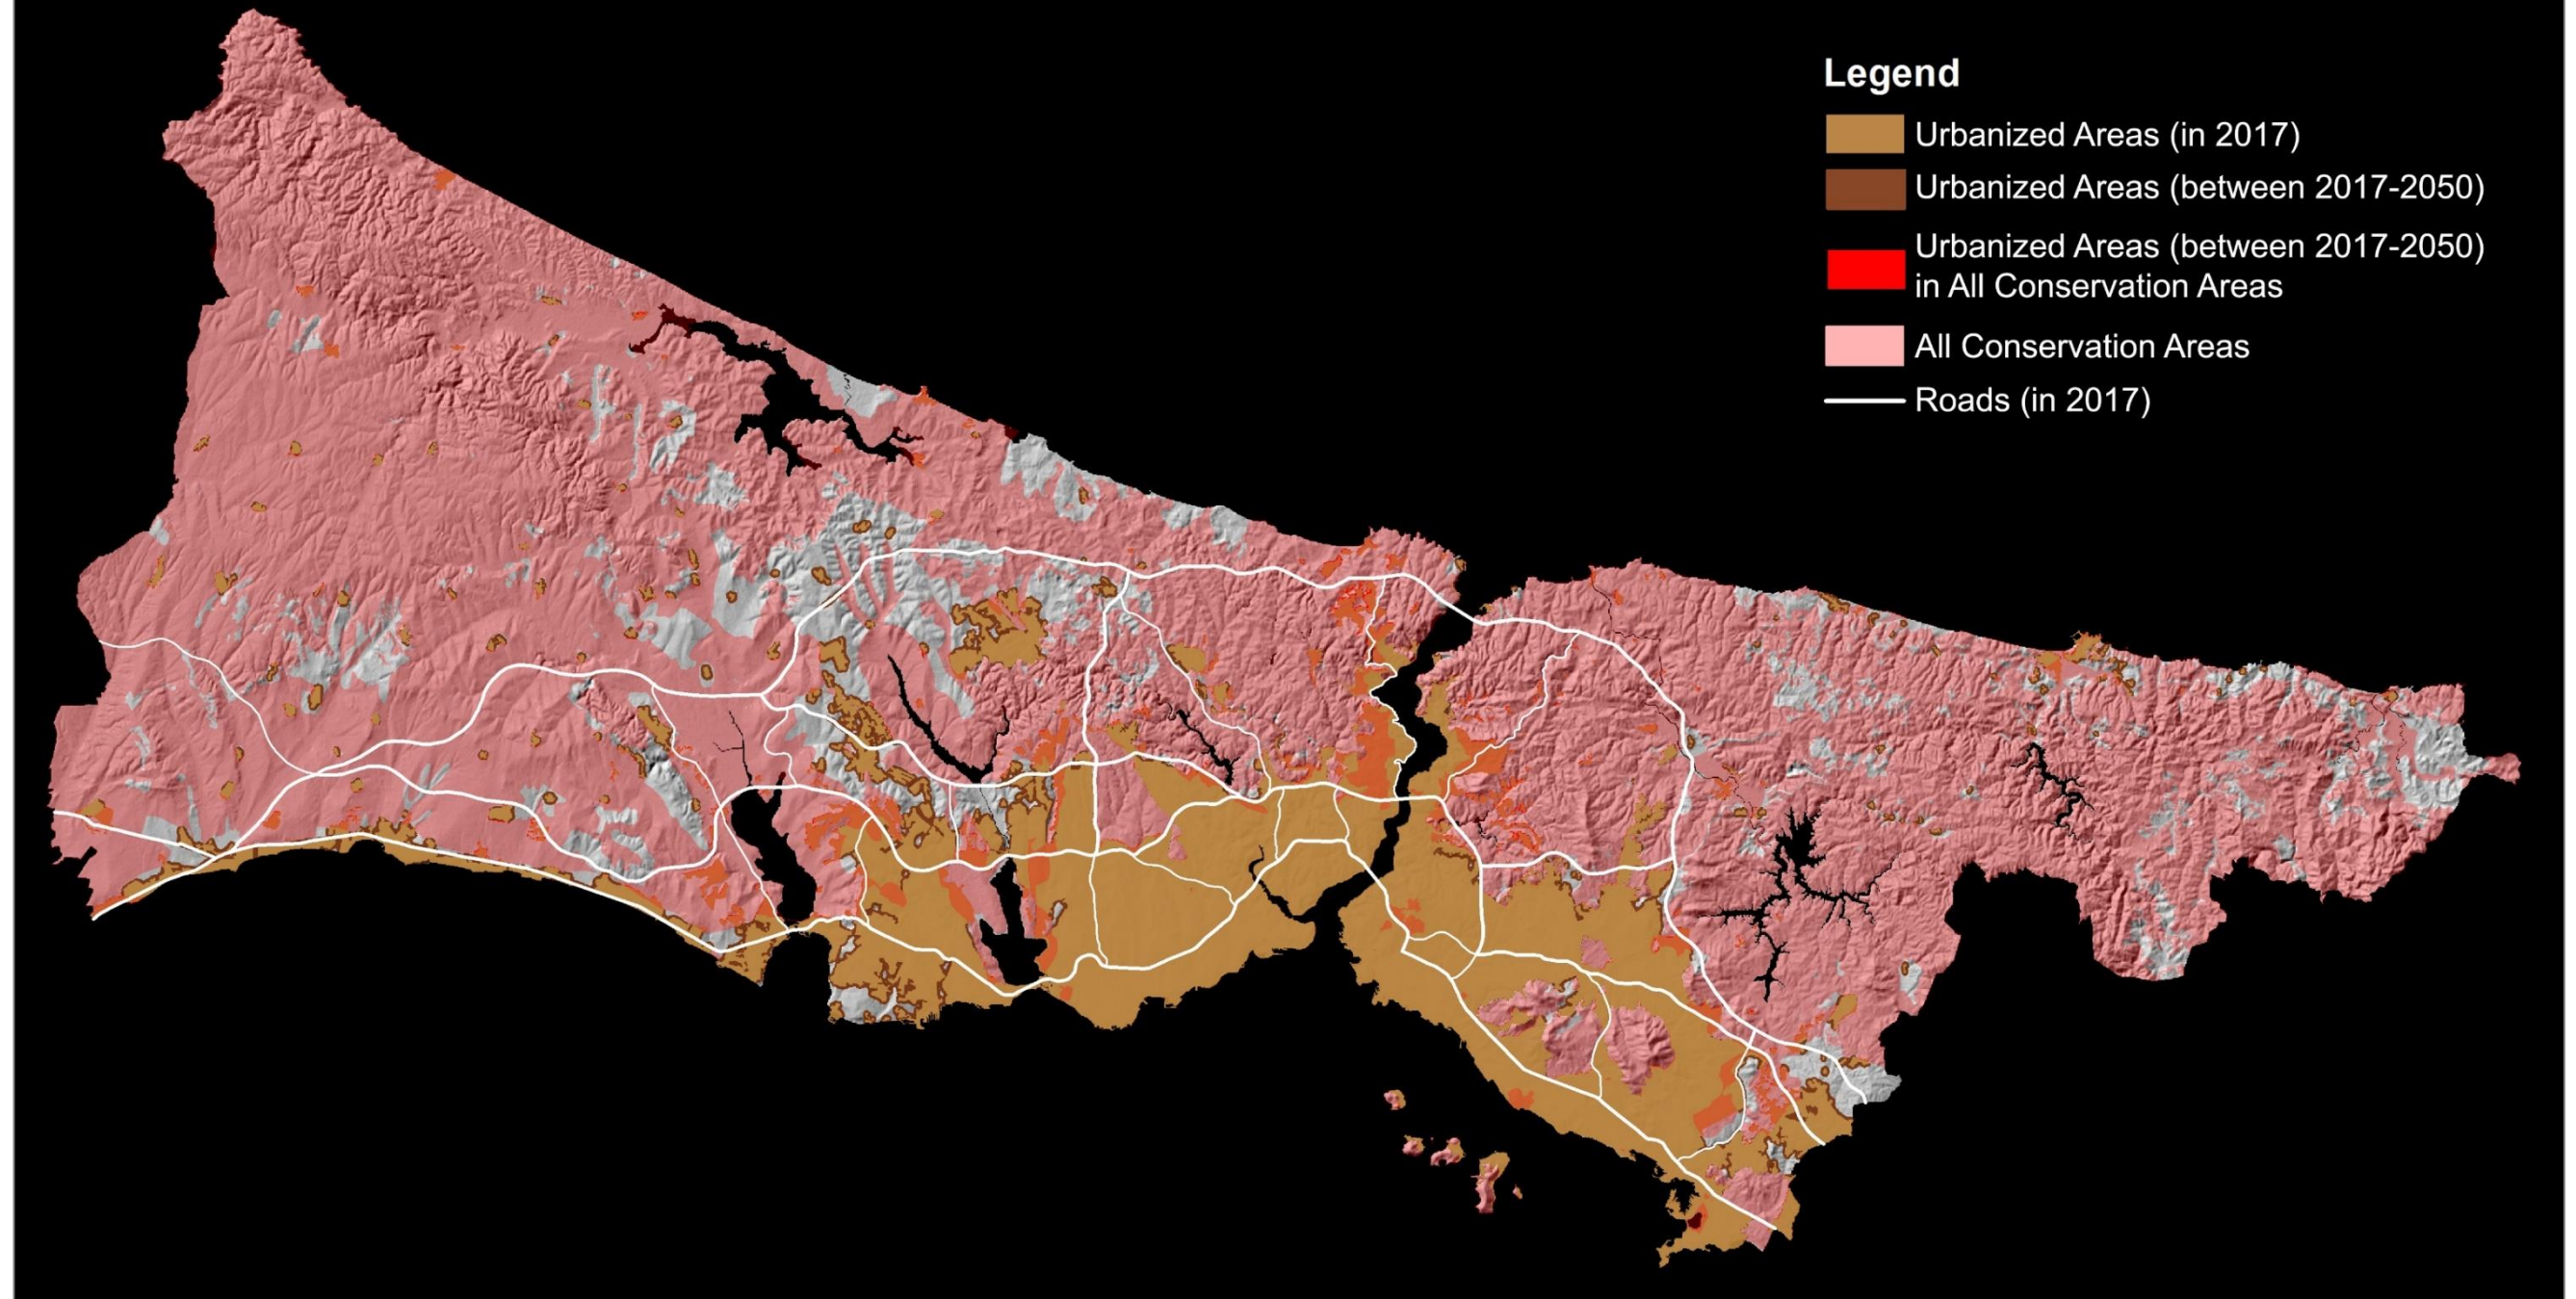 Legend
Urbanized Areas (in 2017)
Urbanized Areas (between 2017-2050)
Urbanized Areas (between 2017-2050)
in All Conservation Areas
All Conservation Areas
Roads (in 2017)